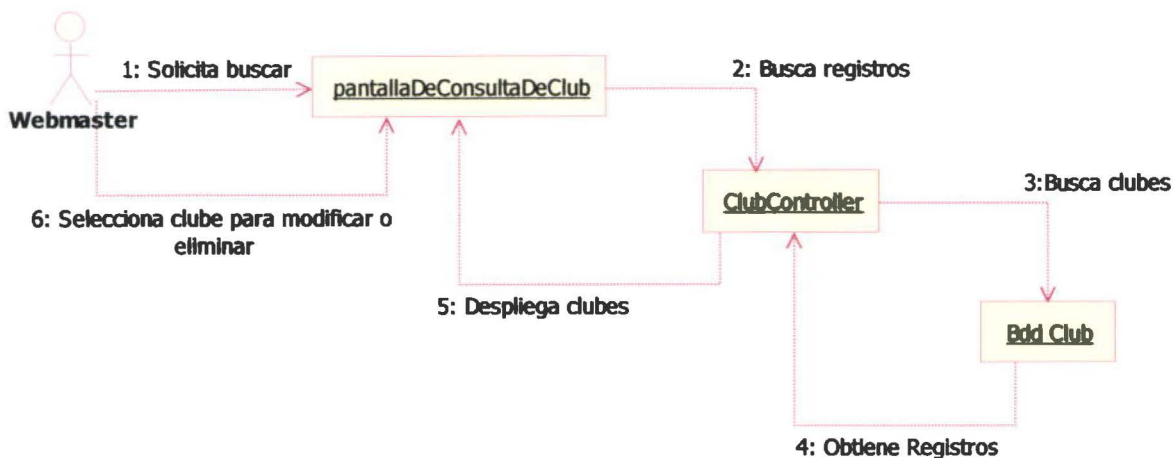 1: Solicita buscar
pantallaDeConsultaDeClub
2: Busca registros
Webmaster
ClubController
3:Busca clubes
6: Selecciona clube para modificar o
eliminar
5: Despliega clubes
Bdd Club
4: Obtiene Registros